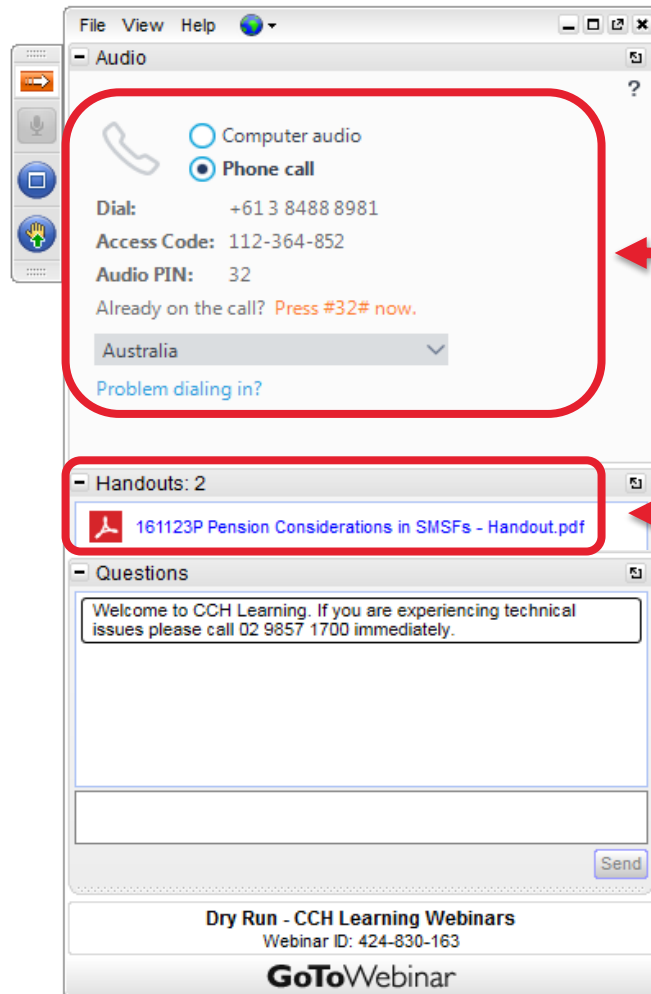 File View Help
Audio
?
Computer audio
Phone call
Dial: +61 3 8488 8981
Access Code: 112-364-852
Audio PIN: 32
Already on the call? Press #32# now.
Australia
Problem dialing in?
Handouts: 2
161123P Pension Considerations in SMSFs - Handout.pdf
Questions
Welcome to CCH Learning. If you are experiencing technical
issues please call 02 9857 1700 immediately.
Send
Dry Run - CCH Learning Webinars
Webinar ID: 424-830-163
GoToWebinar